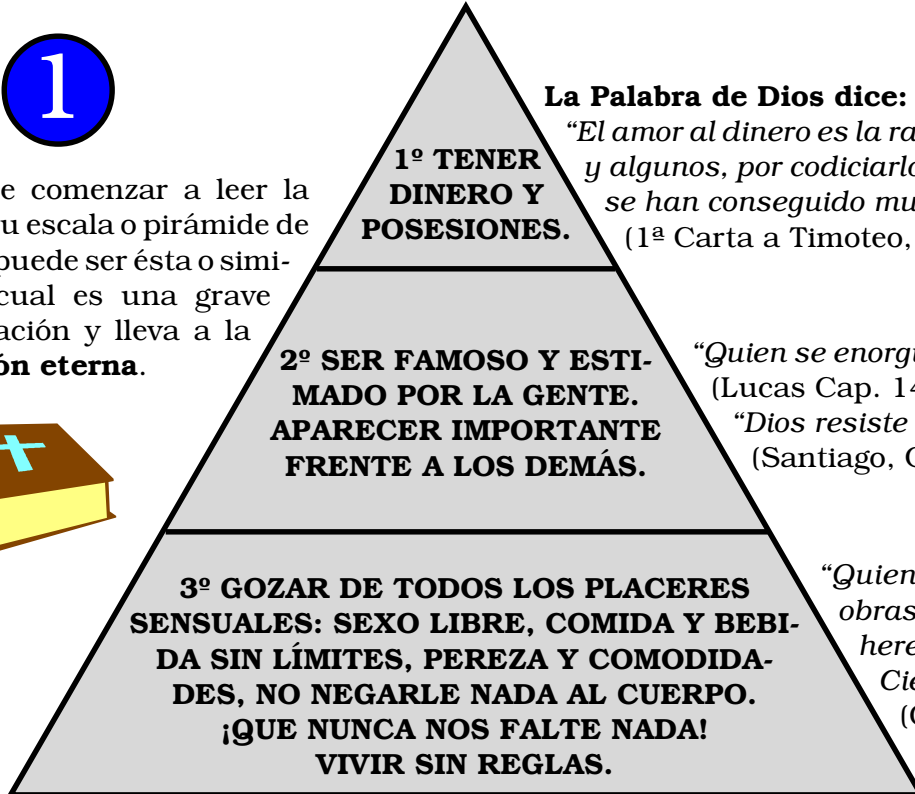 1
e comenzar a leer la
u escala o pirámide de
puede ser ésta o simi-
cual es una grave
ación y lleva a la
ón eterna.
1º TENER
DINERO Y
POSESIONES.
2º SER FAMOSO Y ESTI-
MADO POR LA GENTE.
APARECER IMPORTANTE
FRENTE A LOS DEMÁS.
3º GOZAR DE TODOS LOS PLACERES
SENSUALES: SEXO LIBRE, COMIDA Y BEBI-
DA SIN LÍMITES, PEREZA Y COMODIDA-
DES, NO NEGARLE NADA AL CUERPO.
¡QUE NUNCA NOS FALTE NADA!
VIVIR SIN REGLAS.
La Palabra de Dios dice:
“El amor al dinero es la ra
y algunos, por codiciarlo
se han conseguido mu
(1ª Carta a Timoteo,
“Quien se enorgu
(Lucas Cap. 14
“Dios resiste
(Santiago, C
“Quien
obras
here
Cie
(G